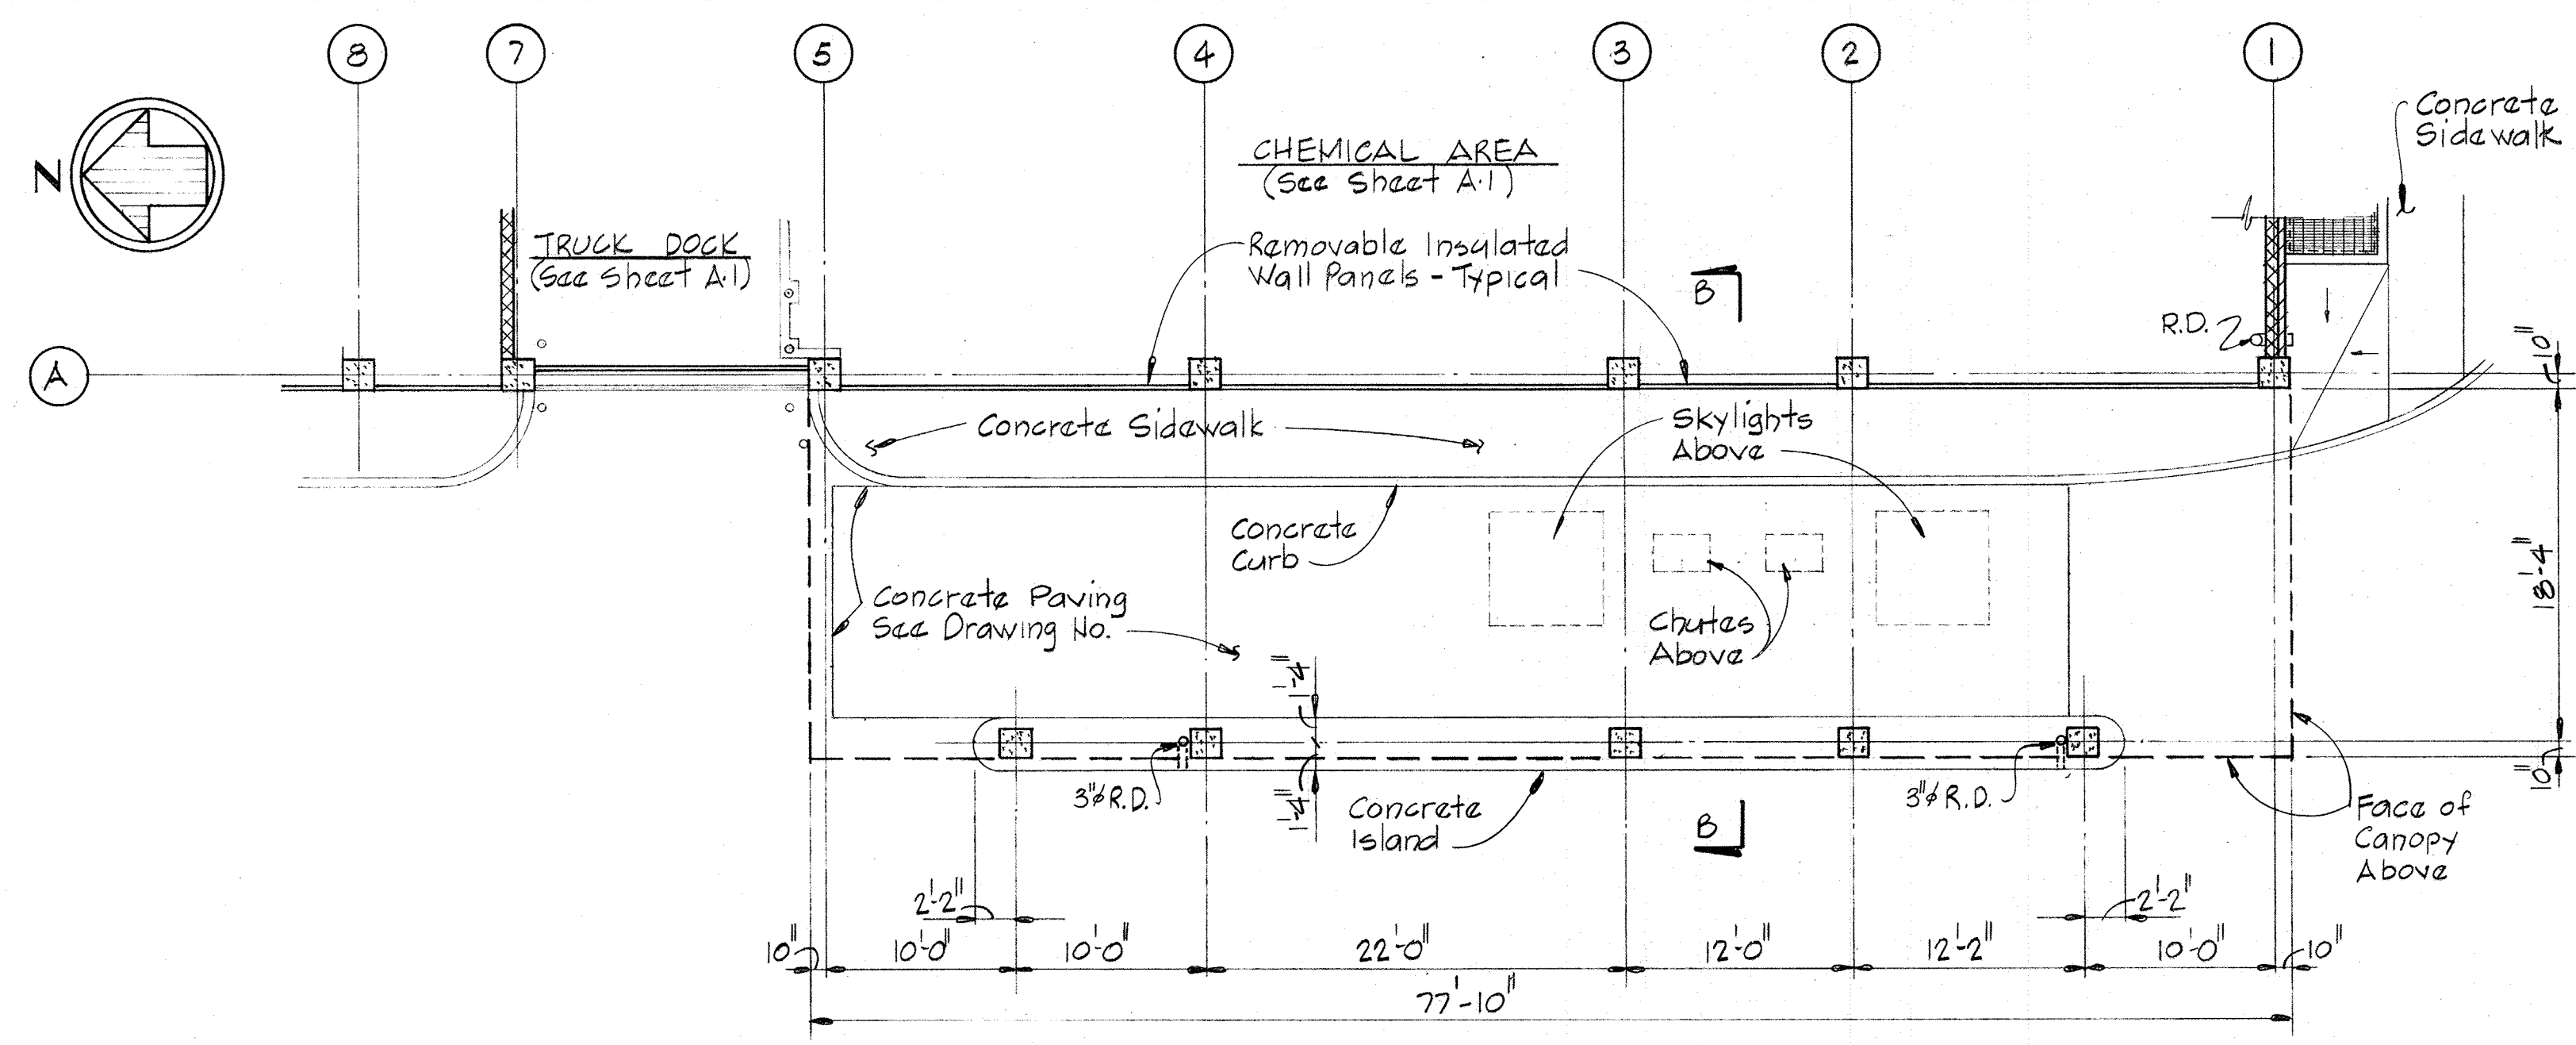 8
7
5
4
3
2
1
N
Concrete
Sidewalk
CHEMICAL AREA
(See Sheet A·1)
TRUCK DOCK
(See Sheet A·1)
Removable Insulated
Wall Panels - Typical
B
R.D.
10"
A
Concrete Sidewalk
Skylights
Above
Concrete
Curb
18'-4"
Concrete Paving
See Drawing No.
Chutes
Above
1'-4"
3"ø R.D.
1'-4"
Concrete
Island
B
3"ø R.D.
10"
Face of
Canopy
Above
2'-2"
2'-2"
10"
10'-0"
10'-0"
22'-0"
12'-0"
12'-2"
10'-0"
10"
77'-10"